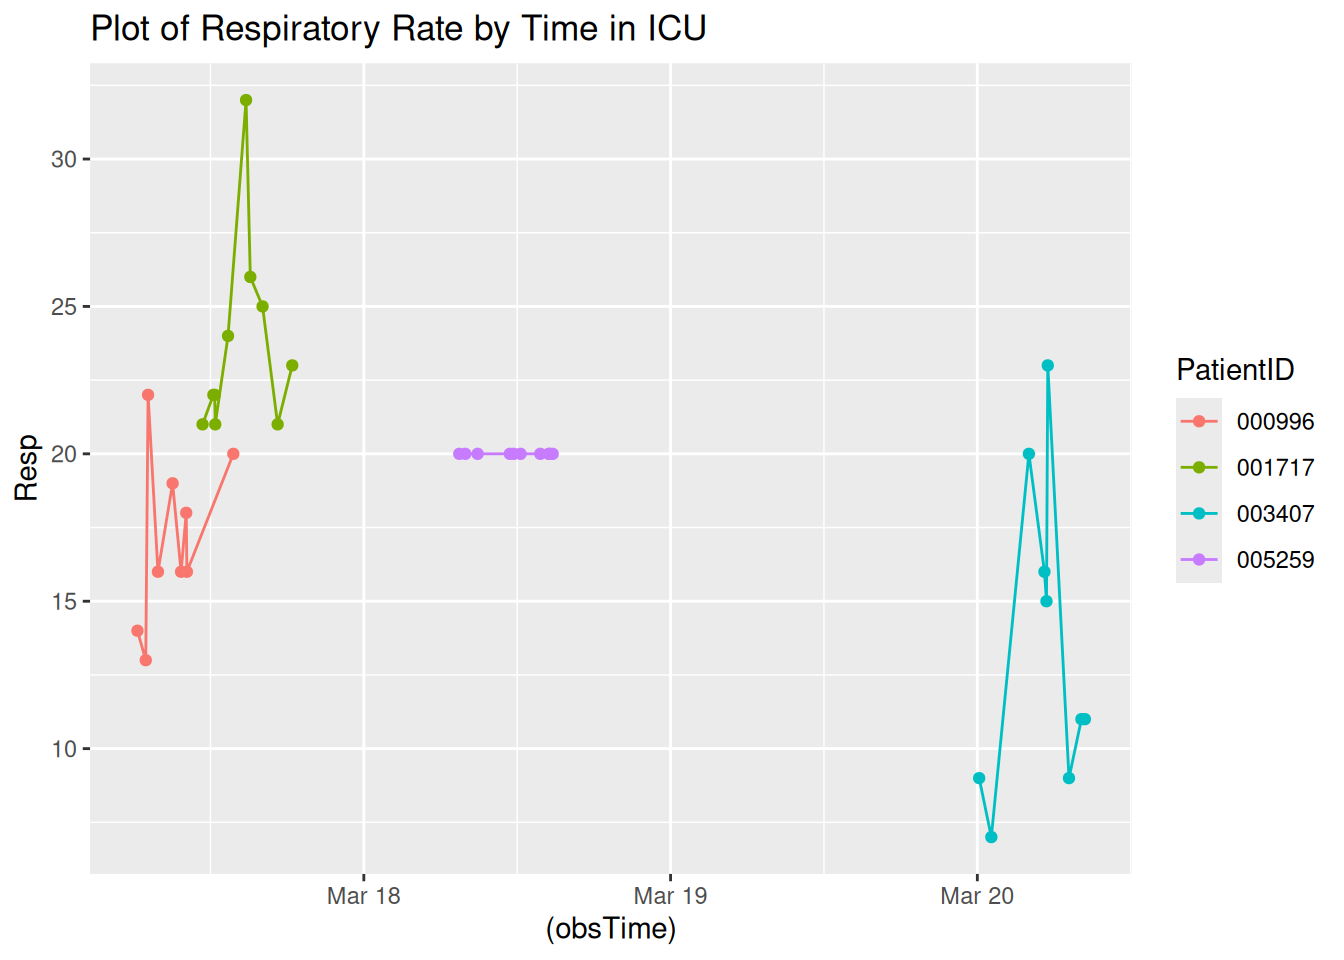 Plot of Respiratory Rate by Time in ICU
30
25
20
15
10
Resp
Mar 18
Mar 19
Mar 20
(obsTime)
PatientID
000996
001717
003407
005259